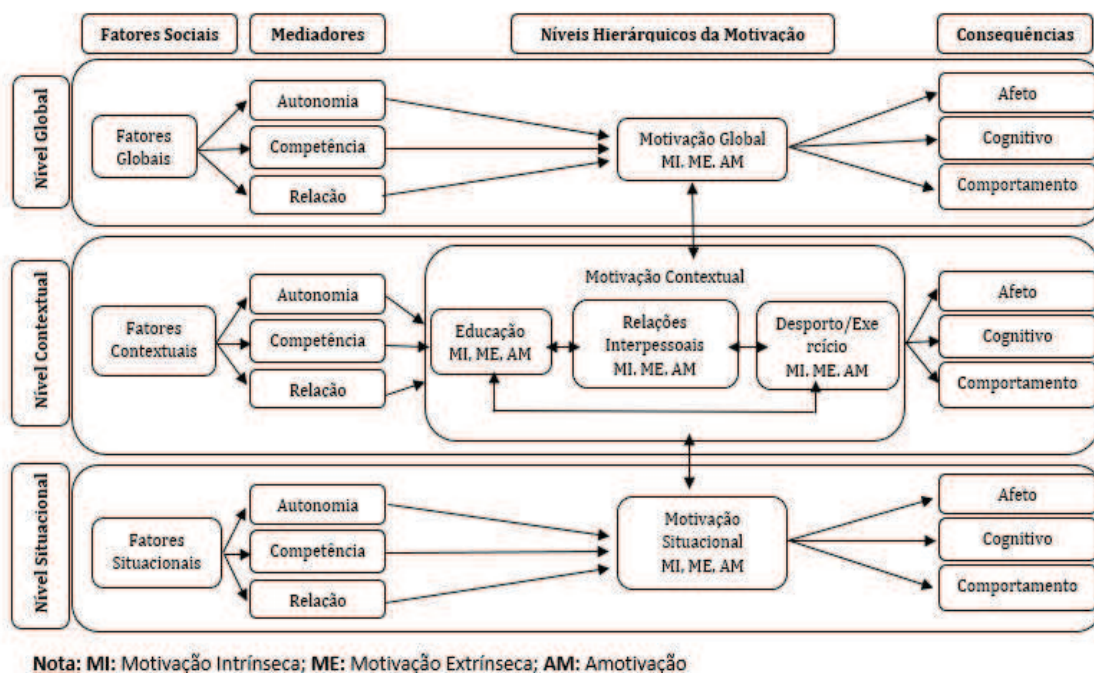 Fatores Sociais
Mediadores
Níveis Hierárquicos da Motivação
Consequências
Nível Global
Fatores
Globais
Autonomia
Competência
Relação
Motivação Global
MI, ME, AM
Afeto
Cognitivo
Comportamento
Nível Contextual
Fatores
Contextuais
Autonomia
Competência
Relação
Motivação Contextual
Educação
MI, ME, AM
Relações
Interpessoais
MI, ME, AM
Desporto/Exe
rcício
MI, ME, AM
Afeto
Cognitivo
Comportamento
Nível Situacional
Fatores
Situacionais
Autonomia
Competência
Relação
Motivação
Situacional
MI, ME, AM
Afeto
Cognitivo
Comportamento
Nota: MI: Motivação Intrínseca; ME: Motivação Extrínseca; AM: Amotivação